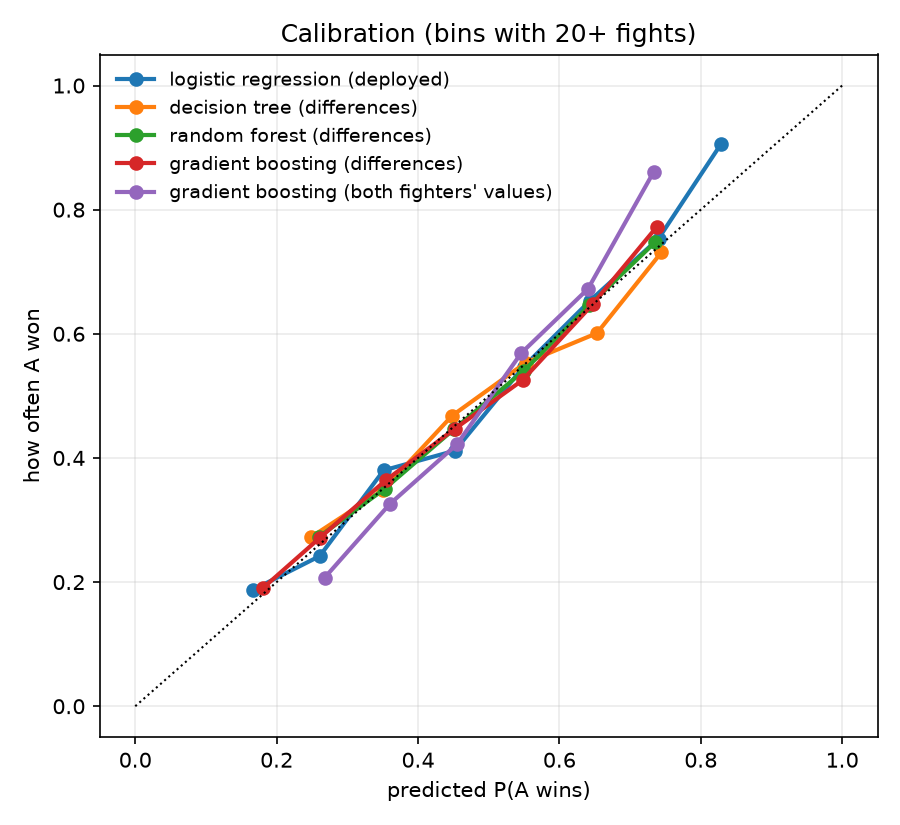 Calibration (bins with 20+ fights)
logistic regression (deployed)
decision tree (differences)
random forest (differences)
gradient boosting (differences)
gradient boosting (both fighters' values)
1.0
0.8
0.6
0.4
0.2
0.0
how often A won
0.0 0.2 0.4 0.6 0.8 1.0
predicted P(A wins)